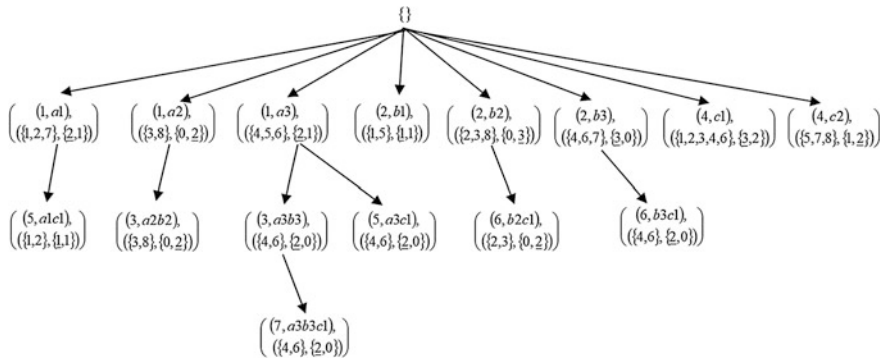 {}
(1, a1),
({1,2,7},{2,1})
(1, a2),
({3,8},{0,2})
(1, a3),
({4,5,6},{2,1})
(2, b1),
({1,5},{1,1})
(2, b2),
({2,3,8},{0,3})
(2, b3),
({4,6,7},{3,0})
(4, c1),
({1,2,3,4,6},{3,2})
(4, c2),
({5,7,8},{1,2})
(5, a1c1),
({1,2},{1,1})
(3, a2b2),
({3,8},{0,2})
(3, a3b3),
({4,6},{2,0})
(5, a3c1),
({4,6},{2,0})
(6, b2c1),
({2,3},{0,2})
(6, b3c1),
({4,6},{2,0})
(7, a3b3c1),
({4,6},{2,0})